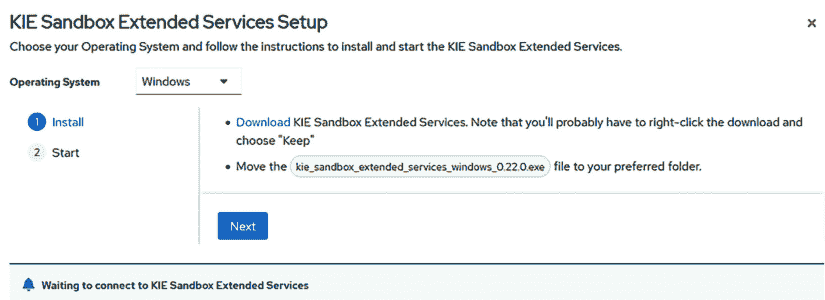 KIE Sandbox Extended Services Setup
Choose your Operating System and follow the instructions to install and start the KIE Sandbox Extended Services.
Operating System
Windows
1 Install
2 Start
• Download KIE Sandbox Extended Services. Note that you'll probably have to right-click the download and
choose "Keep"
• Move the kie_sandbox_extended_services_windows_0.22.0.exe file to your preferred folder.
Next
Waiting to connect to KIE Sandbox Extended Services